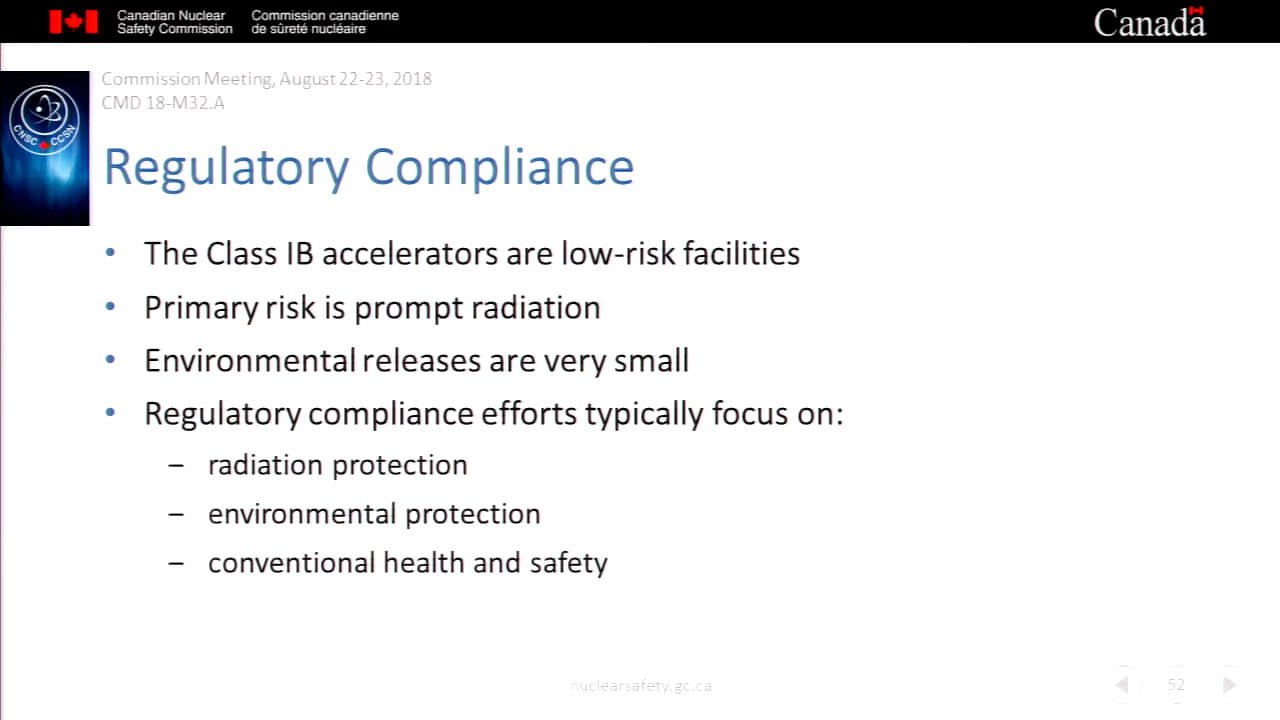 Canadian Nuclear
Safety Commission
Commission canadienne
de sûreté nucléaire
Canada
Commission Meeting, August 22-23, 2018
CMD 18-M32.A
CNSC CCSN
Regulatory Compliance
• The Class IB accelerators are low-risk facilities
• Primary risk is prompt radiation
• Environmental releases are very small
• Regulatory compliance efforts typically focus on:
– radiation protection
– environmental protection
– conventional health and safety
nuclearsafety.gc.ca
52